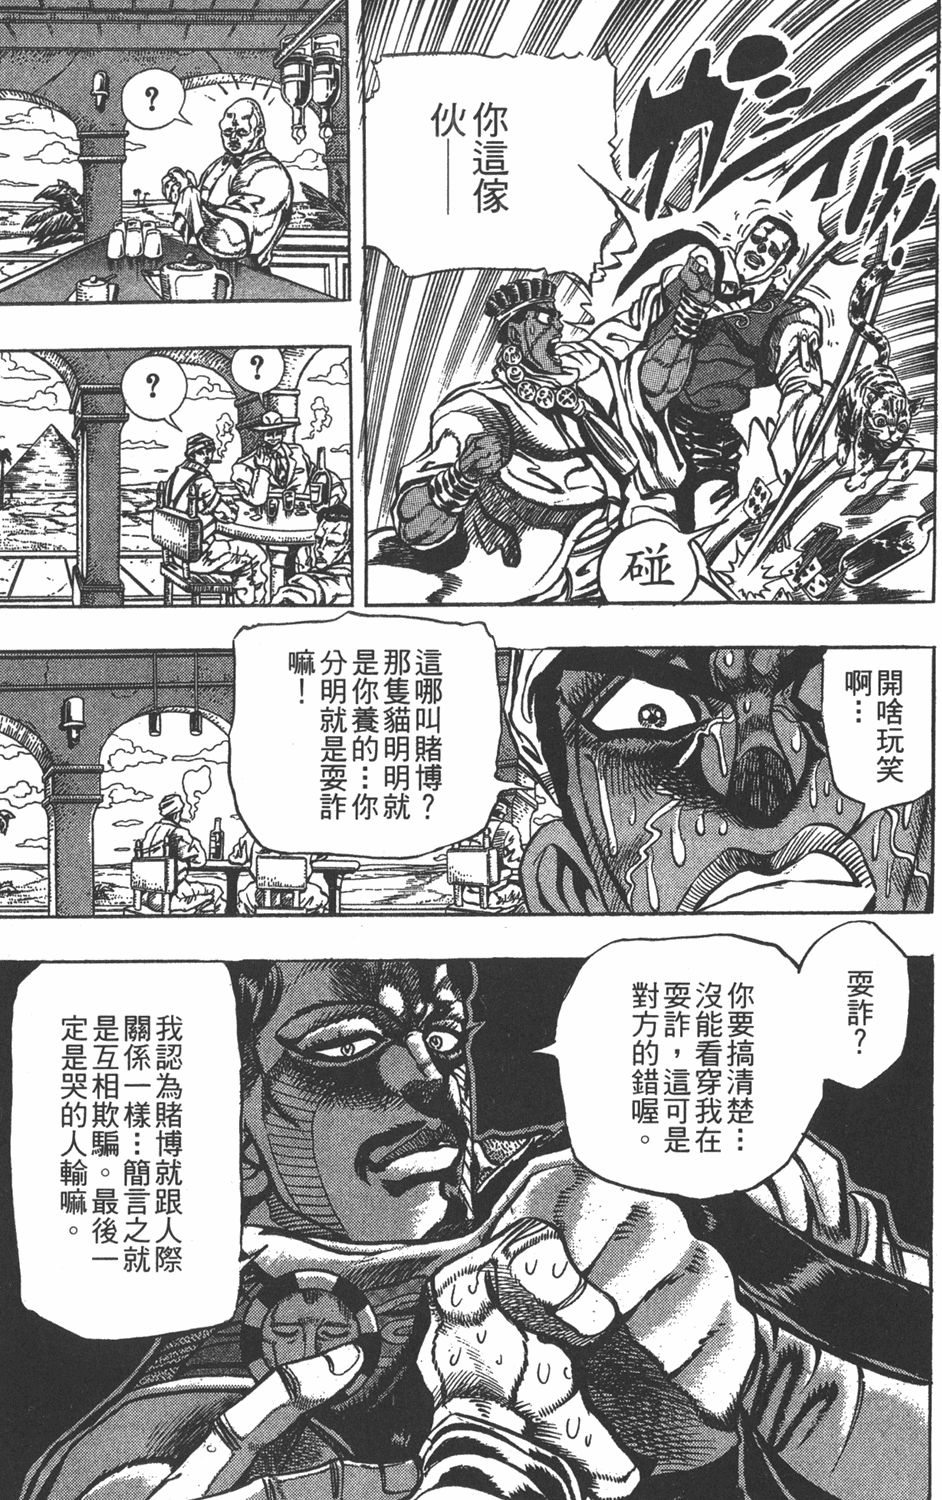 你這傢
伙——
ガシィッ
碰
？
？
？
開啥玩笑
啊…
這哪叫賭博？
那隻貓明明就
是你養的…你
分明就是耍詐
嘛！
耍詐？
你要搞清楚…
沒能看穿我在
耍詐，這可是
對方的錯喔。
我認為賭博就跟人際
關係一樣…簡言之就
是互相欺騙。最後一
定是哭的人輸嘛。